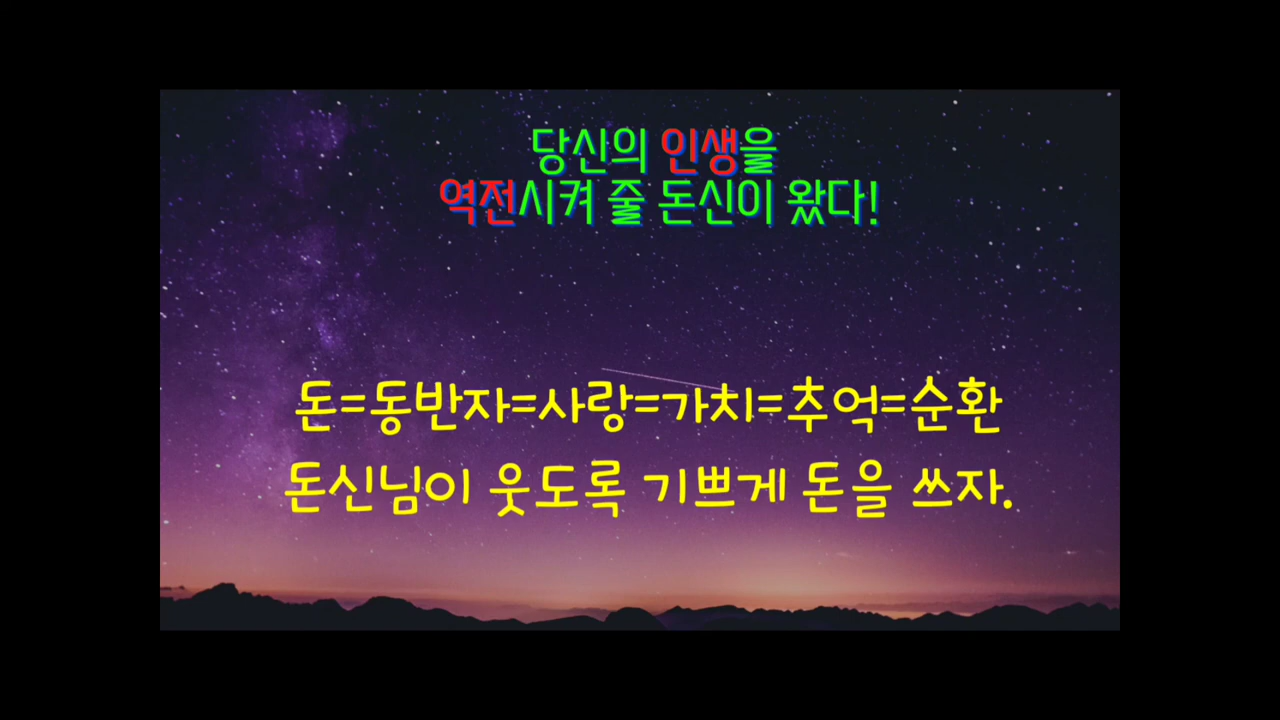 당신의 인생을
역전시켜 줄 돈신이 왔다!
돈=동반자=사랑=가치=추억=순환
돈신님이 웃도록 기쁘게 돈을 쓰자.